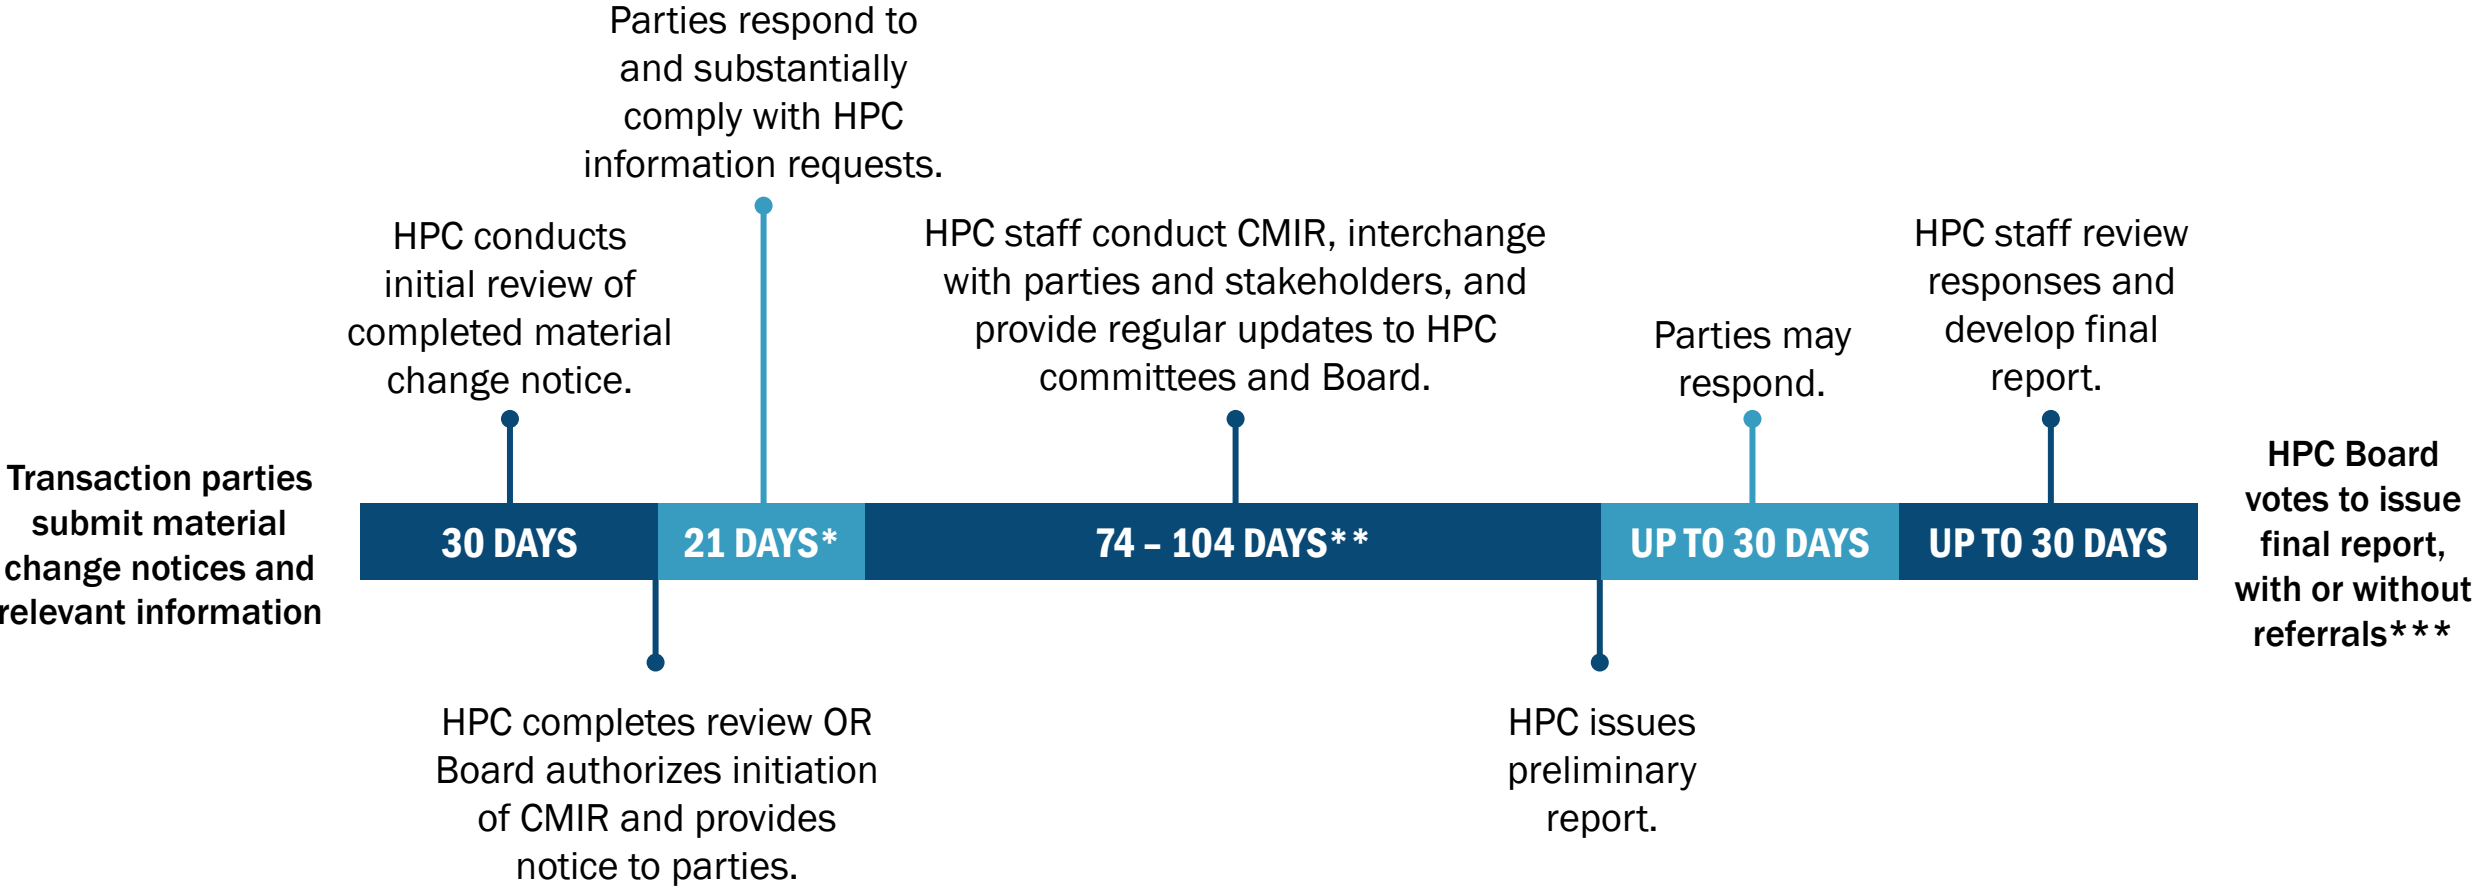 Parties respond to
and substantially
comply with HPC
information requests.
HPC conducts
initial review of
completed material
change notice.
HPC staff conduct CMIR, interchange
with parties and stakeholders, and
provide regular updates to HPC
committees and Board.
Parties may
respond.
HPC staff review
responses and
develop final
report.
Transaction parties
submit material
change notices and
relevant information
30 DAYS
21 DAYS*
74 – 104 DAYS**
UP TO 30 DAYS
UP TO 30 DAYS
HPC Board
votes to issue
final report,
with or without
referrals***
HPC completes review OR
Board authorizes initiation
of CMIR and provides
notice to parties.
HPC issues
preliminary
report.